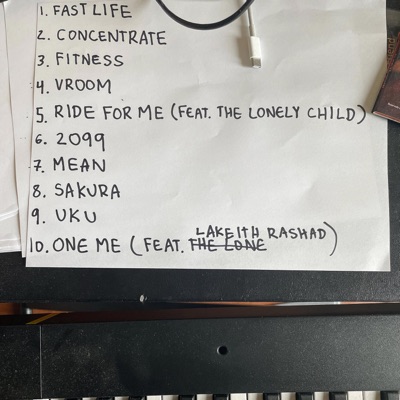 1. FAST LIFE
2. CONCENTRATE
3. FITNESS
4. VROOM
5. RIDE FOR ME (FEAT. THE LONELY CHILD)
6. 2099
7. MEAN
8. SAKURA
9. UKU
LAKEITH RASHAD)
10. ONE ME (FEAT. THE LONE